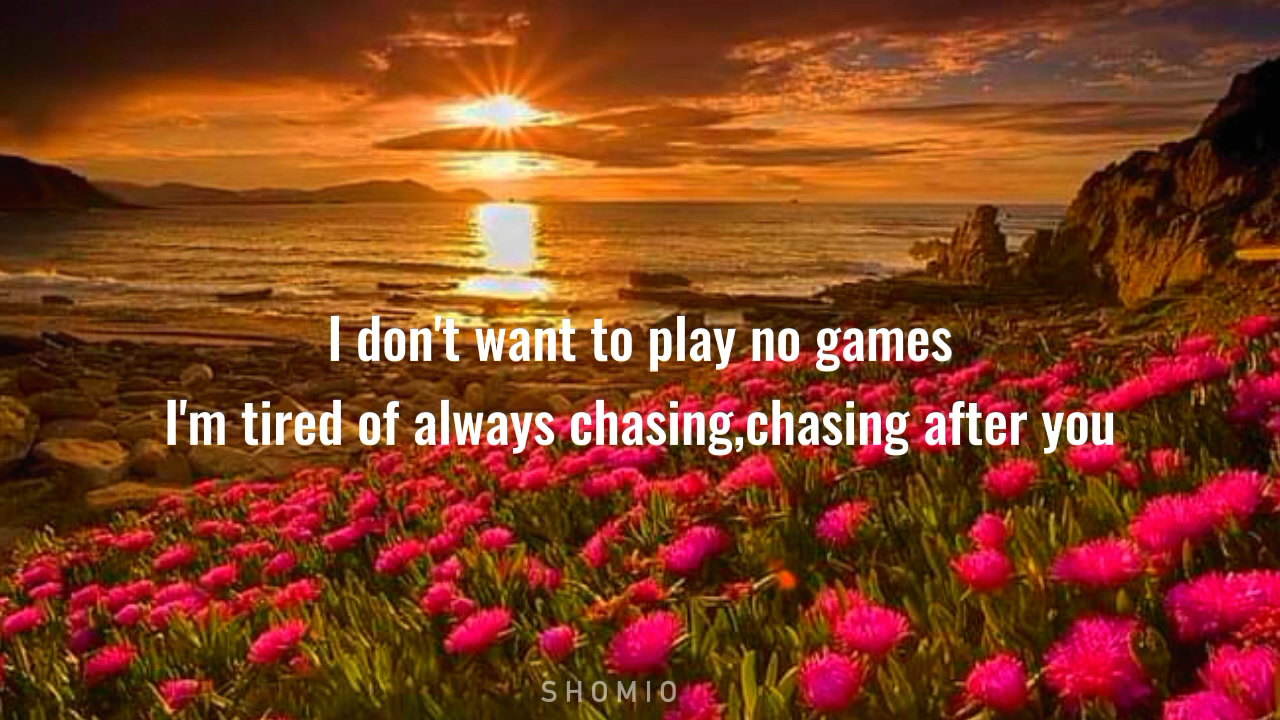 I don't want to play no games
I'm tired of always chasing,chasing after you
SHOMIO